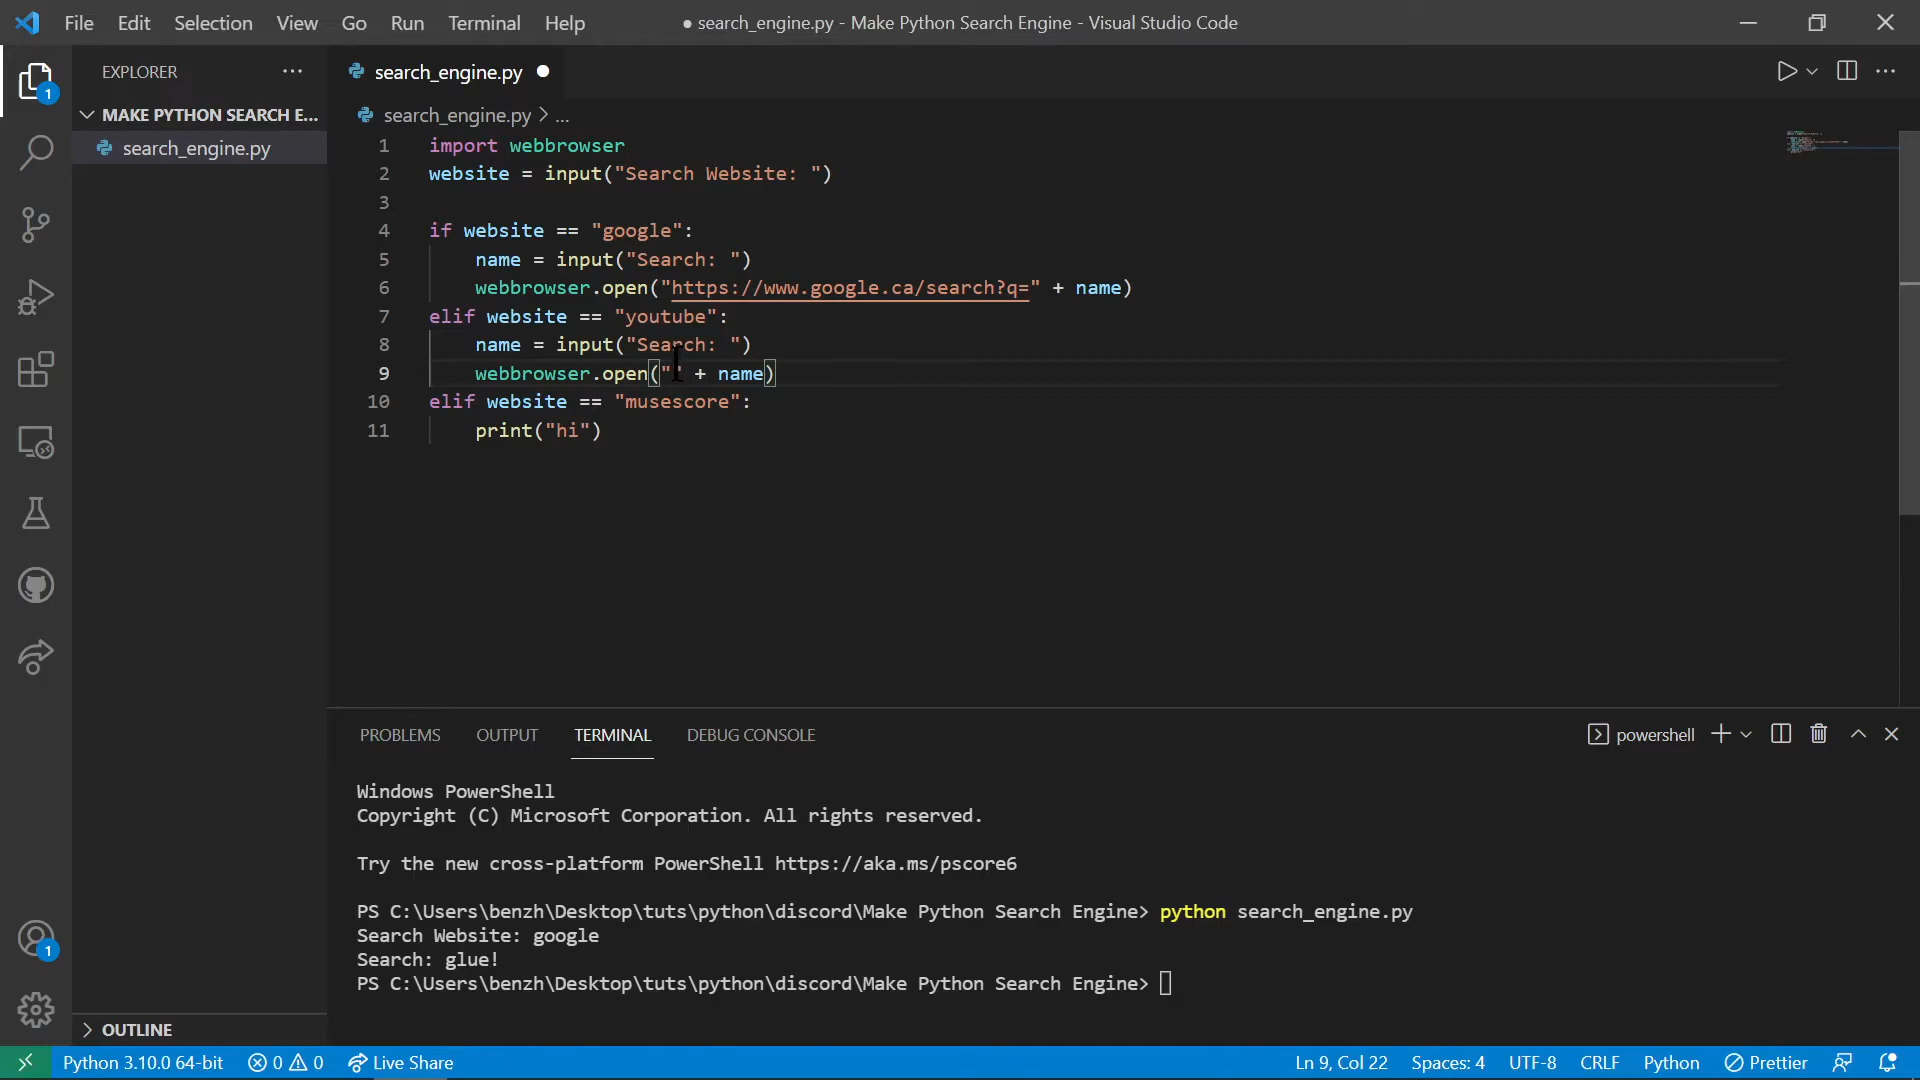 File Edit Selection View Go Run Terminal Help
● search_engine.py - Make Python Search Engine - Visual Studio Code
EXPLORER
search_engine.py
MAKE PYTHON SEARCH E...
search_engine.py
search_engine.py > ...
1 import webbrowser
2 website = input("Search Website: ")
3
4 if website == "google":
5 name = input("Search: ")
6 webbrowser.open("https://www.google.ca/search?q=" + name)
7 elif website == "youtube":
8 name = input("Search: ")
9 webbrowser.open("" + name)
10 elif website == "musescore":
11 print("hi")
PROBLEMS OUTPUT TERMINAL DEBUG CONSOLE
powershell
Windows PowerShell
Copyright (C) Microsoft Corporation. All rights reserved.
Try the new cross-platform PowerShell https://aka.ms/pscore6
PS C:\Users\benzh\Desktop\tuts\python\discord\Make Python Search Engine> python search_engine.py
Search Website: google
Search: glue!
PS C:\Users\benzh\Desktop\tuts\python\discord\Make Python Search Engine>
1
1
OUTLINE
Python 3.10.0 64-bit 0 0 Live Share
Ln 9, Col 22 Spaces: 4 UTF-8 CRLF Python Prettier